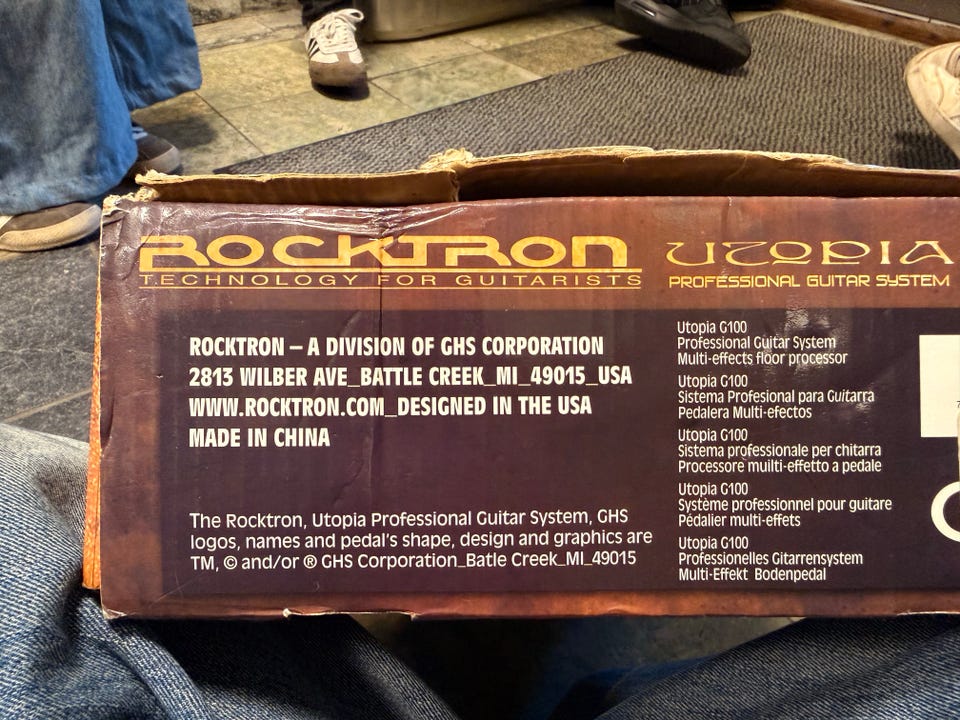 ROCKTRON
TECHNOLOGY FOR GUITARISTS
UTOPIA
PROFESSIONAL GUITAR SYSTEM
ROCKTRON – A DIVISION OF GHS CORPORATION
2813 WILBER AVE_BATTLE CREEK_MI_49015_USA
WWW.ROCKTRON.COM_DESIGNED IN THE USA
MADE IN CHINA
The Rocktron, Utopia Professional Guitar System, GHS
logos, names and pedal's shape, design and graphics are
TM, © and/or ® GHS Corporation_Batle Creek_MI_49015
Utopia G100
Professional Guitar System
Multi-effects floor processor
Utopia G100
Sistema Profesional para Guitarra
Pedalera Multi-efectos
Utopia G100
Sistema professionale per chitarra
Processore muilti-effetto a pedale
Utopia G100
Système professionnel pour guitare
Pédalier multi-effets
Utopia G100
Professionelles Gitarrensystem
Multi-Effekt Bodenpedal